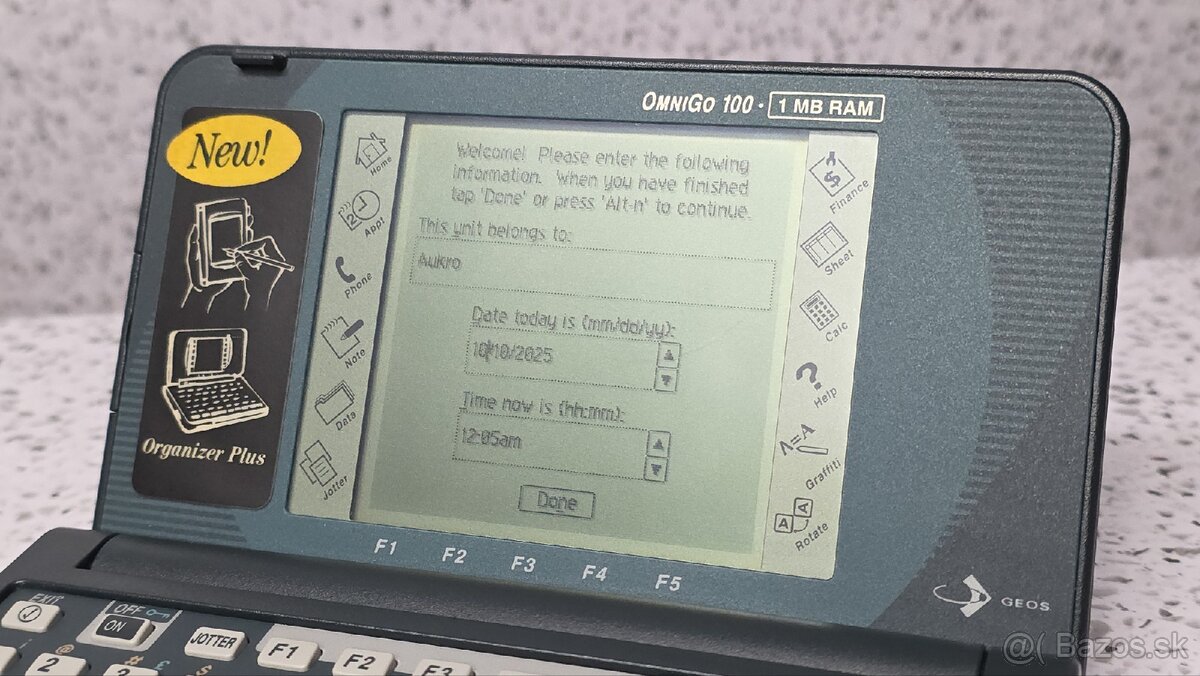 OMNIGO 100 · 1 MB RAM
New!
Organizer Plus
Home
Appt
Phone
Note
Data
Jotter
Welcome! Please enter the following
information. When you have finished
tap 'Done' or press 'Alt-n' to continue.
This unit belongs to:
Aukro
Date today is (mm/dd/yy):
10/10/2025
Time now is (hh:mm):
12:05am
Done
Finance
$
Sheet
Calc
? Help
Graffiti
Rotate
F1 F2 F3 F4 F5
GEOS
EXIT
OFF
ON
JOTTER
F1
F2
F3
@
2
#
3
£
$
@( Bazos.sk